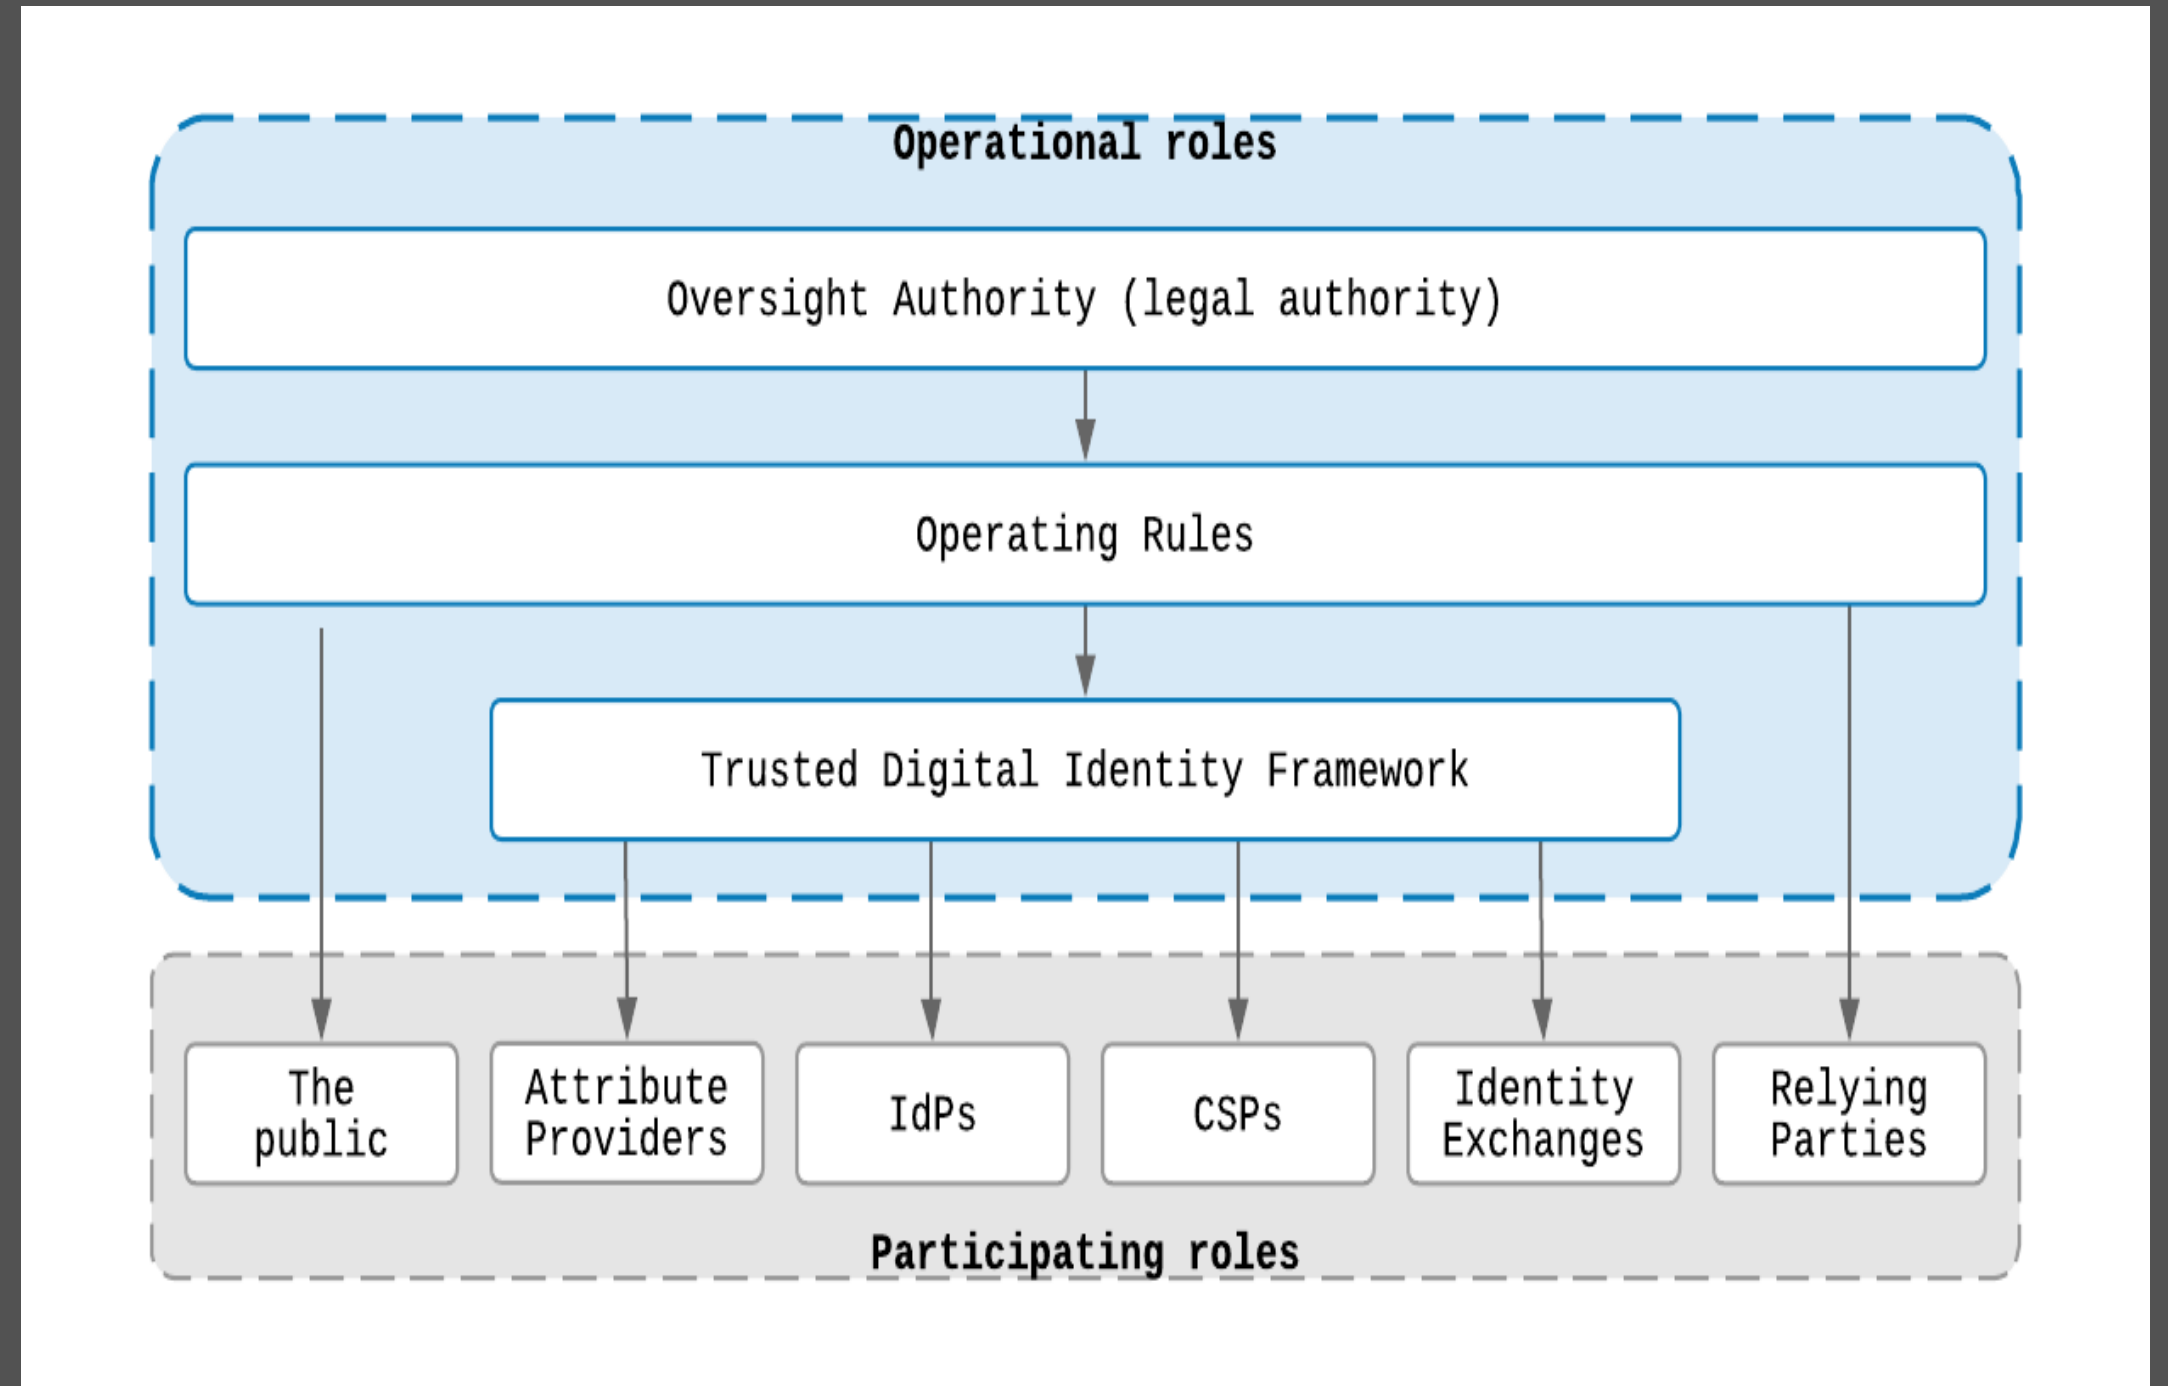 Operational roles
Oversight Authority (legal authority)
Operating Rules
Trusted Digital Identity Framework
The
public
Attribute
Providers
IdPs
CSPs
Identity
Exchanges
Relying
Parties
Participating roles